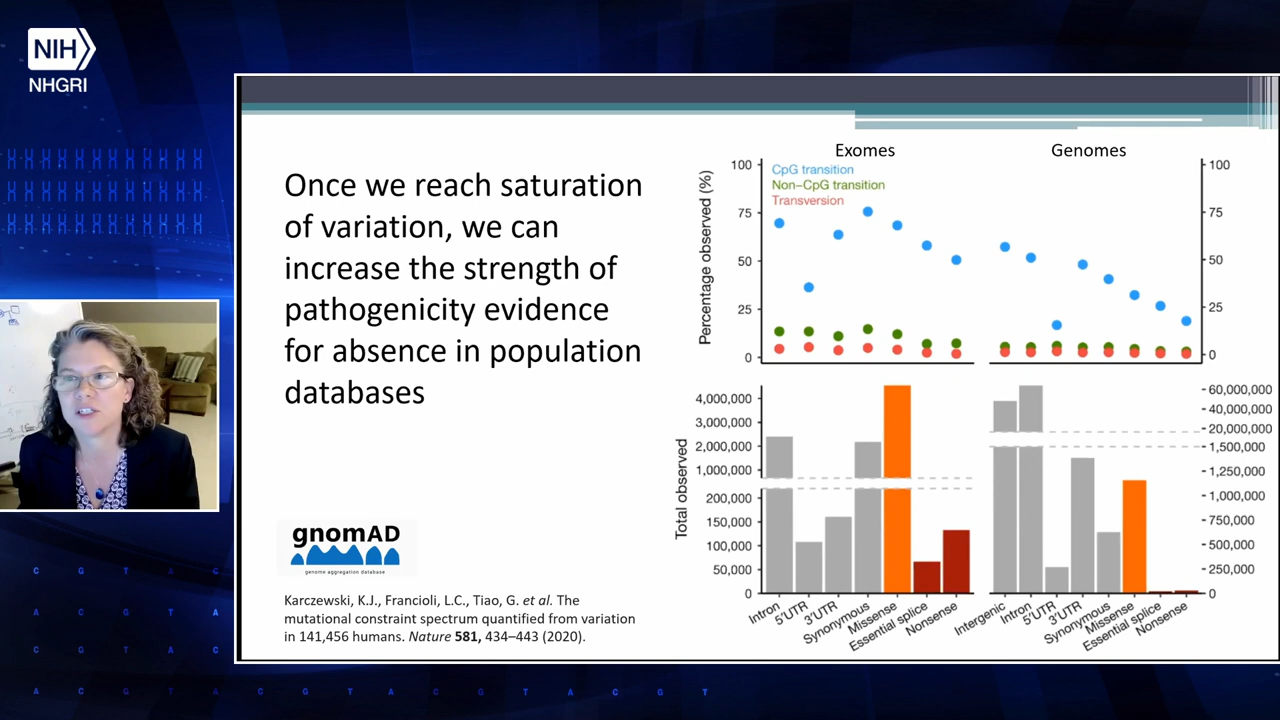 NIH
NHGRI
Once we reach saturation
of variation, we can
increase the strength of
pathogenicity evidence
for absence in population
databases
gnomAD
genome aggregation database
Karczewski, K.J., Francioli, L.C., Tiao, G. et al. The
mutational constraint spectrum quantified from variation
in 141,456 humans. Nature 581, 434–443 (2020).
Exomes
Genomes
CpG transition
Non–CpG transition
Transversion
Percentage observed (%)
100
75
50
25
0
100
75
50
25
0
Total observed
4,000,000
3,000,000
2,000,000
1,000,000
200,000
150,000
100,000
50,000
0
60,000,000
40,000,000
20,000,000
1,500,000
1,250,000
1,000,000
750,000
500,000
250,000
0
Intron
5'UTR
3'UTR
Synonymous
Missense
Essential splice
Nonsense
Intergenic
Intron
5'UTR
3'UTR
Synonymous
Missense
Essential splice
Nonsense
C G T A C
A C G T A
C G T A C
A C G T A C G T A C G T A C G T